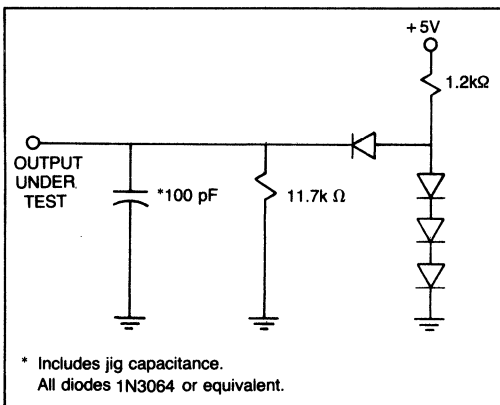 +5V
1.2kΩ
OUTPUT
UNDER
TEST
*100 pF
11.7k Ω
* Includes jig capacitance.
All diodes 1N3064 or equivalent.